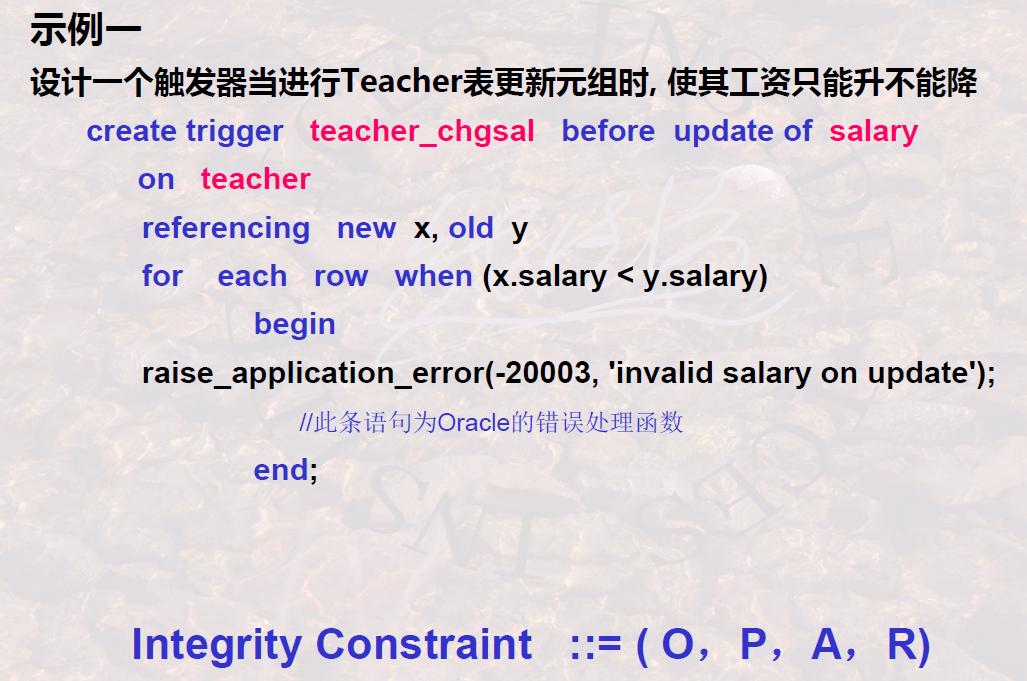 示例一
设计一个触发器当进行Teacher表更新元组时, 使其工资只能升不能降
create trigger teacher_chgsal before update of salary
on teacher
referencing new x, old y
for each row when (x.salary < y.salary)
begin
raise_application_error(-20003, 'invalid salary on update');
//此条语句为Oracle的错误处理函数
end;
Integrity Constraint ::= ( O，P，A，R)